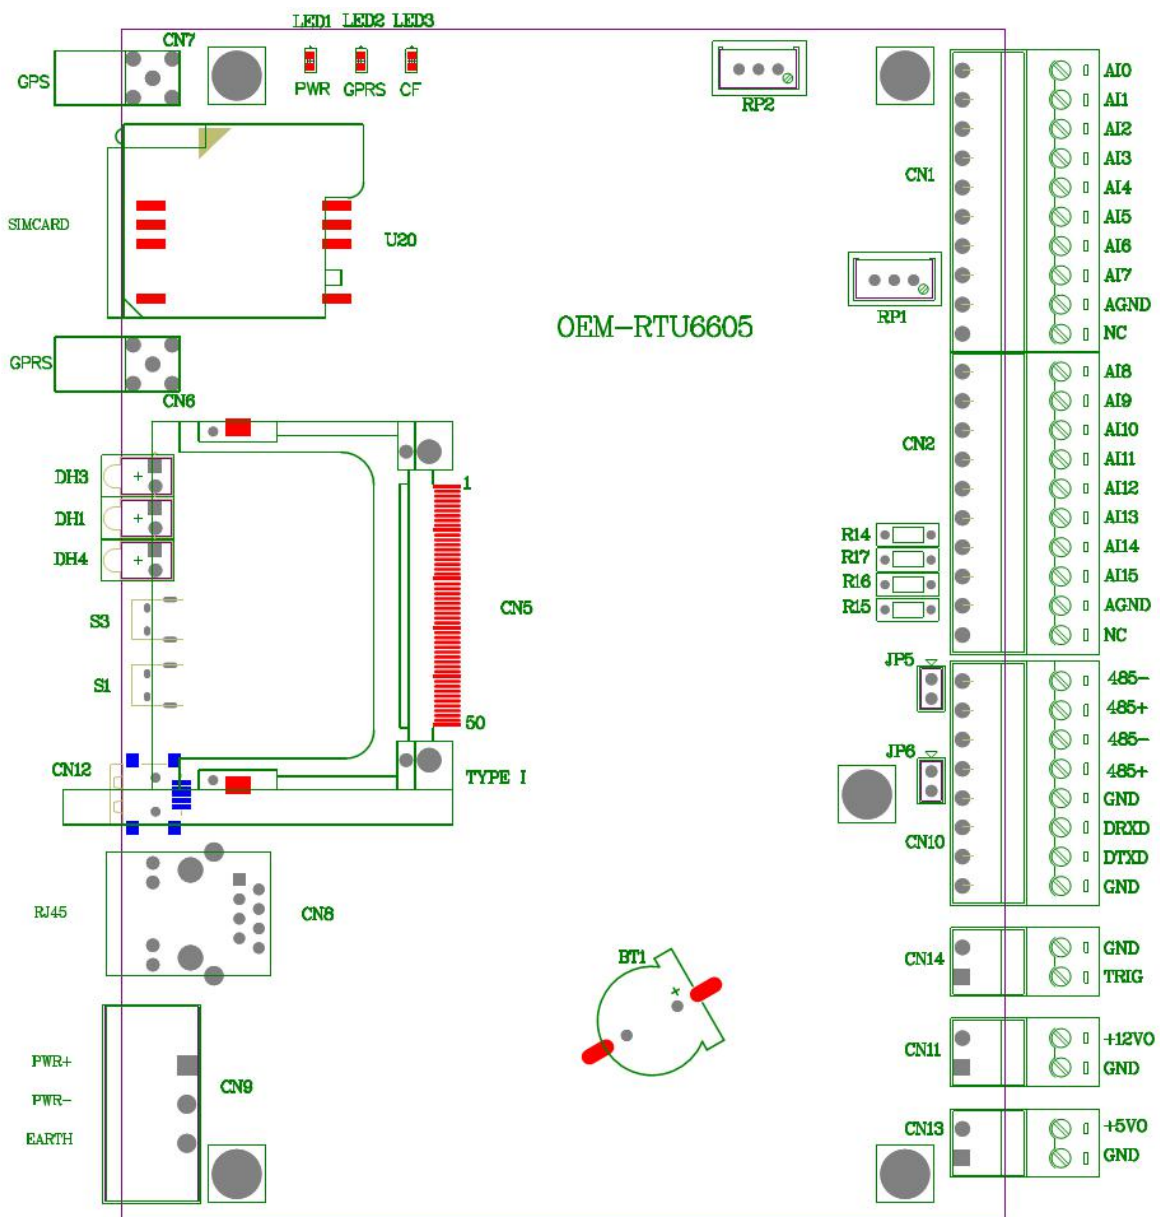 LED1 LED2 LED3
CN7
GPS
PWR GPRS CF
RP2
AI0
AI1
AI2
AI3
CN1
AI4
AI5
AI6
AI7
AGND
NC
SIMCARD
U20
RP1
OEM-RTU6605
GPRS
CN6
AI8
AI9
AI10
CN2
AI11
AI12
AI13
AI14
AI15
AGND
NC
DH3
DH1
DH4
1
CN5
50
R14
R17
R16
R15
S3
S1
JP5
JP6
485-
485+
485-
485+
GND
DRXD
CN10
DTXD
GND
CN12
TYPE I
RJ45
CN8
BT1
+
CN14
GND
TRIG
CN11
+12VO
GND
CN13
+5VO
GND
PWR+
PWR-
EARTH
CN9
+
+
+